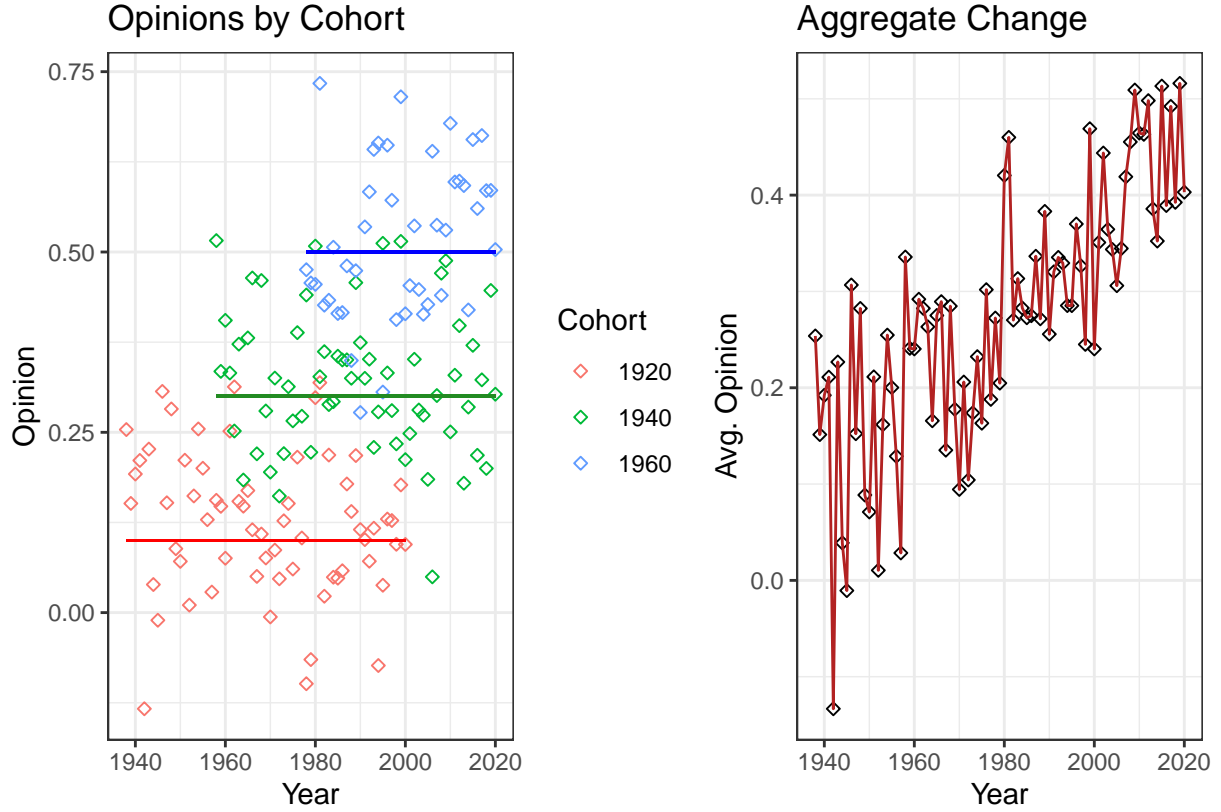 Opinions by Cohort
Opinion
0.75
0.50
0.25
0.00
1940 1960 1980 2000 2020
Year
Cohort
1920
1940
1960
Aggregate Change
Avg. Opinion
0.4
0.2
0.0
1940 1960 1980 2000 2020
Year